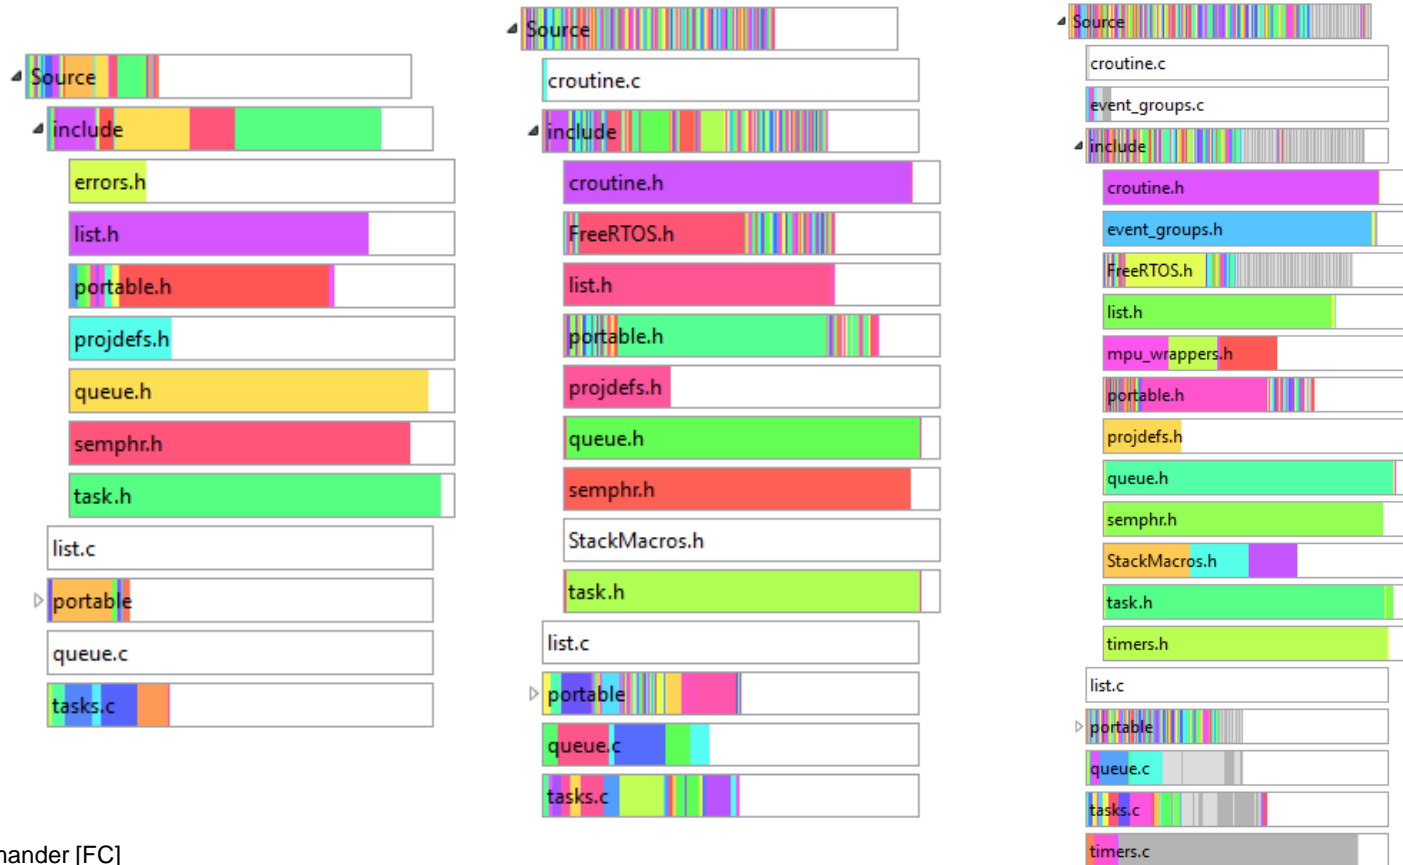 Source
include
errors.h
list.h
portable.h
projdefs.h
queue.h
semphr.h
task.h
list.c
portable
queue.c
tasks.c
Source
croutine.c
include
croutine.h
FreeRTOS.h
list.h
portable.h
projdefs.h
queue.h
semphr.h
StackMacros.h
task.h
list.c
portable
queue.c
tasks.c
Source
croutine.c
event_groups.c
include
croutine.h
event_groups.h
FreeRTOS.h
list.h
mpu_wrappers.h
portable.h
projdefs.h
queue.h
semphr.h
StackMacros.h
task.h
timers.h
list.c
portable
queue.c
tasks.c
timers.c
[FC]